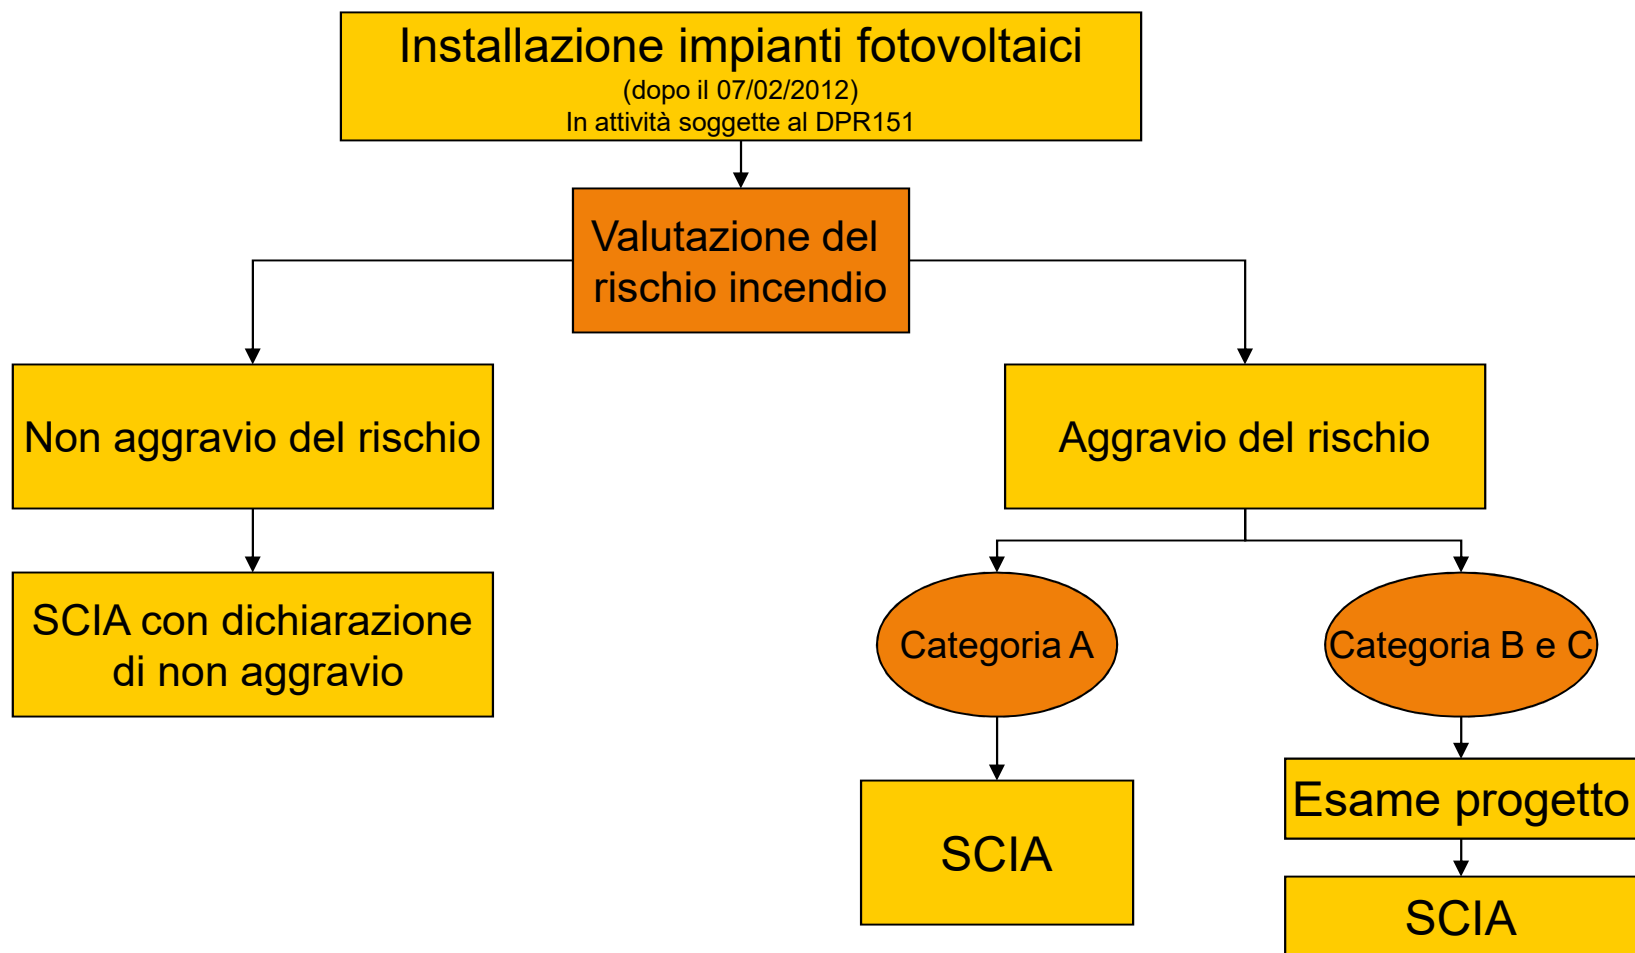 Installazione impianti fotovoltaici
(dopo il 07/02/2012)
In attività soggette al DPR151
Valutazione del
rischio incendio
Non aggravio del rischio
Aggravio del rischio
SCIA con dichiarazione
di non aggravio
Categoria A
Categoria B e C
SCIA
Esame progetto
SCIA